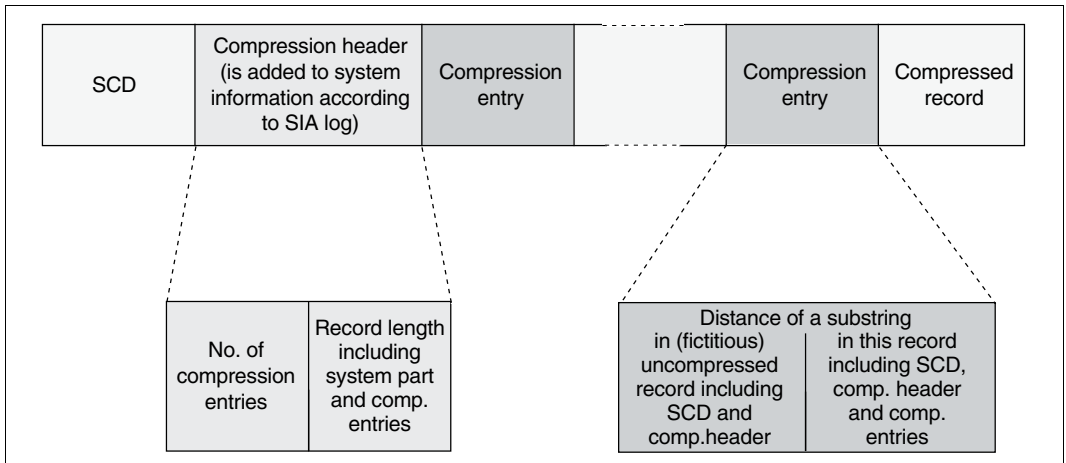 SCD
Compression header
(is added to system
information according
to SIA log)
Compression
entry
Compression
entry
Compressed
record
No. of
compression
entries
Record length
including
system part
and comp.
entries
Distance of a substring
in (fictitious)
uncompressed
record including
SCD and
comp.header
in this record
including SCD,
comp. header
and comp.
entries